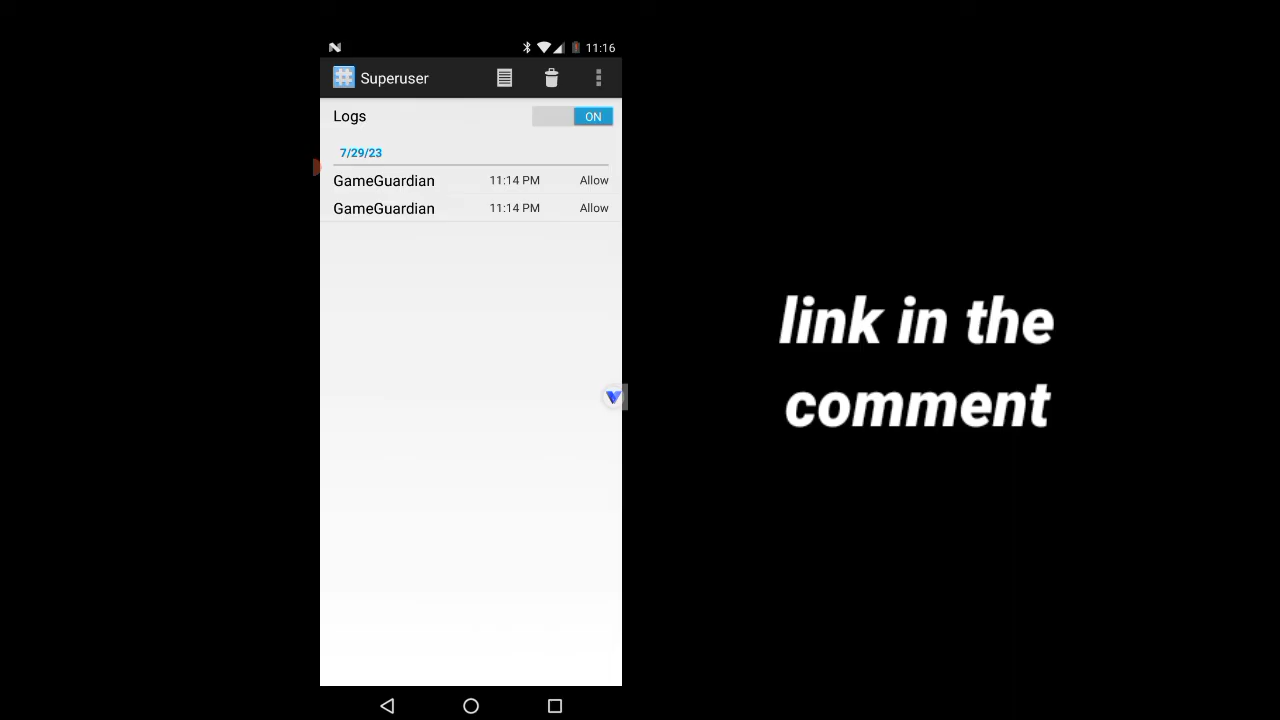 11:16
Superuser
Logs
ON
7/29/23
GameGuardian 11:14 PM Allow
GameGuardian 11:14 PM Allow
link in the
comment